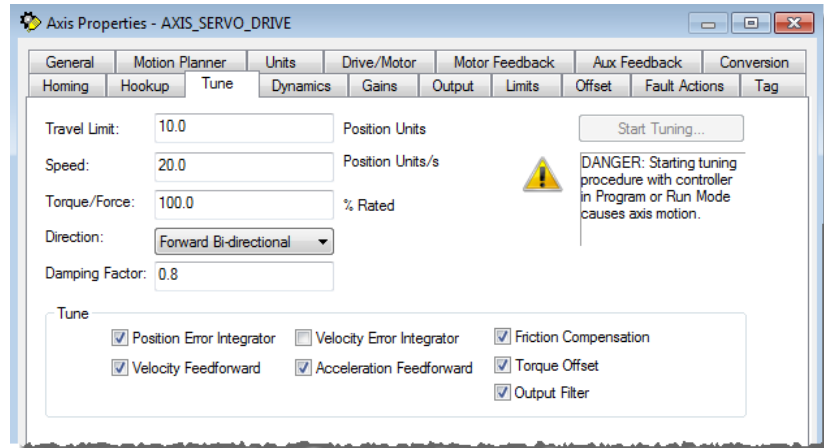 Axis Properties - AXIS_SERVO_DRIVE
General Motion Planner Units Drive/Motor Motor Feedback Aux Feedback Conversion
Homing Hookup Tune Dynamics Gains Output Limits Offset Fault Actions Tag
Travel Limit: 10.0 Position Units Start Tuning...
Speed: 20.0 Position Units/s
DANGER: Starting tuning
procedure with controller
in Program or Run Mode
causes axis motion.
Torque/Force: 100.0 % Rated
Direction: Forward Bi-directional
Damping Factor: 0.8
Tune
Position Error Integrator Velocity Error Integrator Friction Compensation
Velocity Feedforward Acceleration Feedforward Torque Offset
Output Filter